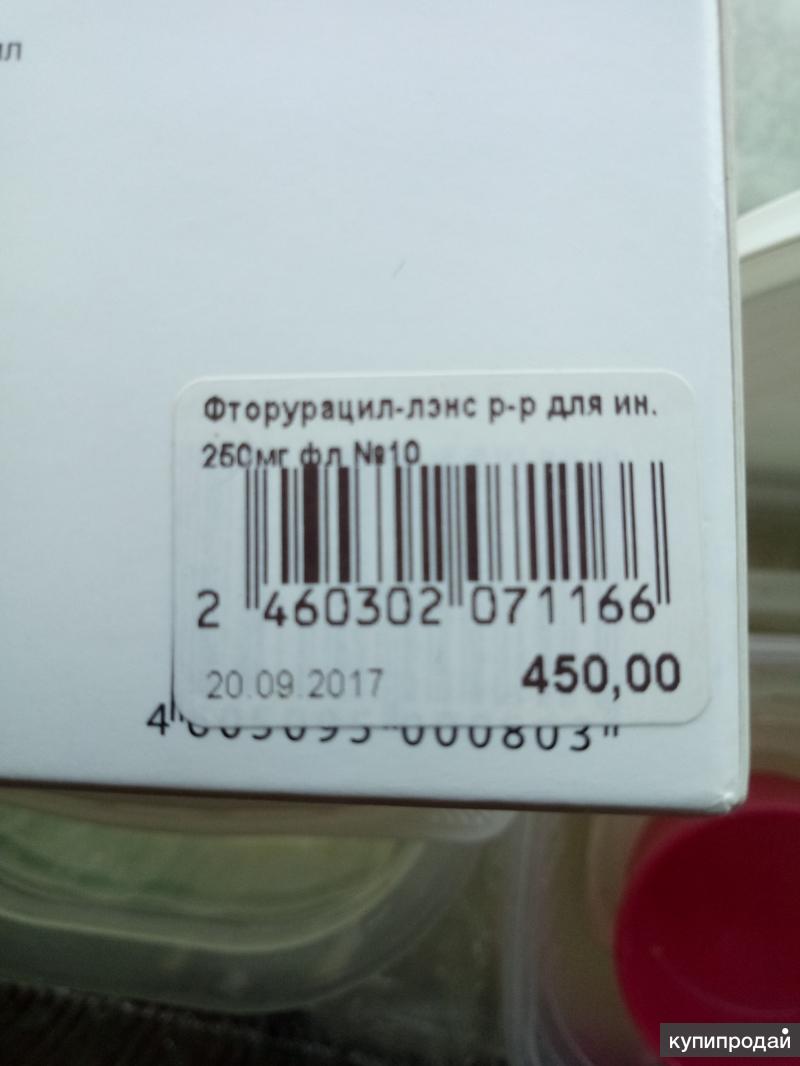 Фторурацил-лэнс р-р для ин.
250мг фл №10
2 460302 071166
20.09.2017 450,00
купипродай